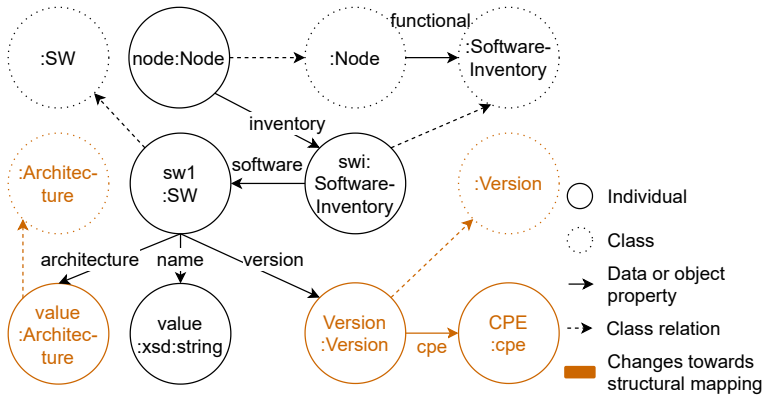 :SW
node:Node
:Node
functional
:Software-
Inventory
inventory
:Architec-
ture
sw1
:SW
software
swi:
Software-
Inventory
:Version
architecture
name
version
value
:Architec-
ture
value
:xsd:string
Version
:Version
cpe
CPE
:cpe
Individual
Class
Data or object
property
Class relation
Changes towards
structural mapping